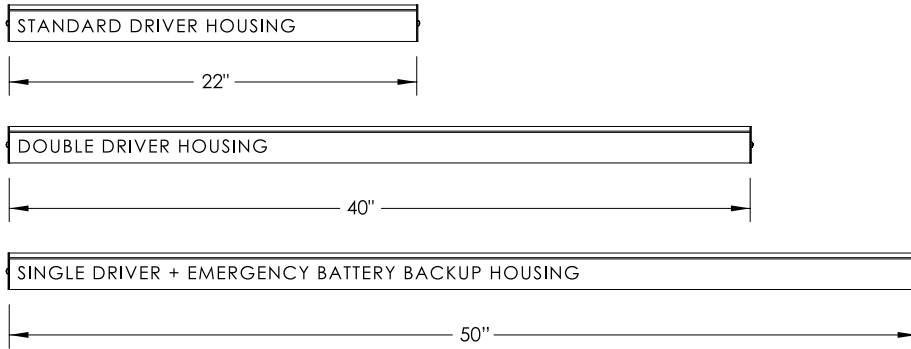 STANDARD DRIVER HOUSING
22"
DOUBLE DRIVER HOUSING
40"
SINGLE DRIVER + EMERGENCY BATTERY BACKUP HOUSING
50"